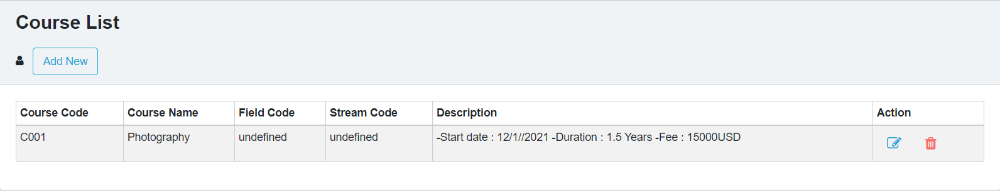 Course List
Add New
Course Code Course Name Field Code Stream Code Description Action
C001 Photography undefined undefined -Start date : 12/1//2021 -Duration : 1.5 Years -Fee : 15000USD